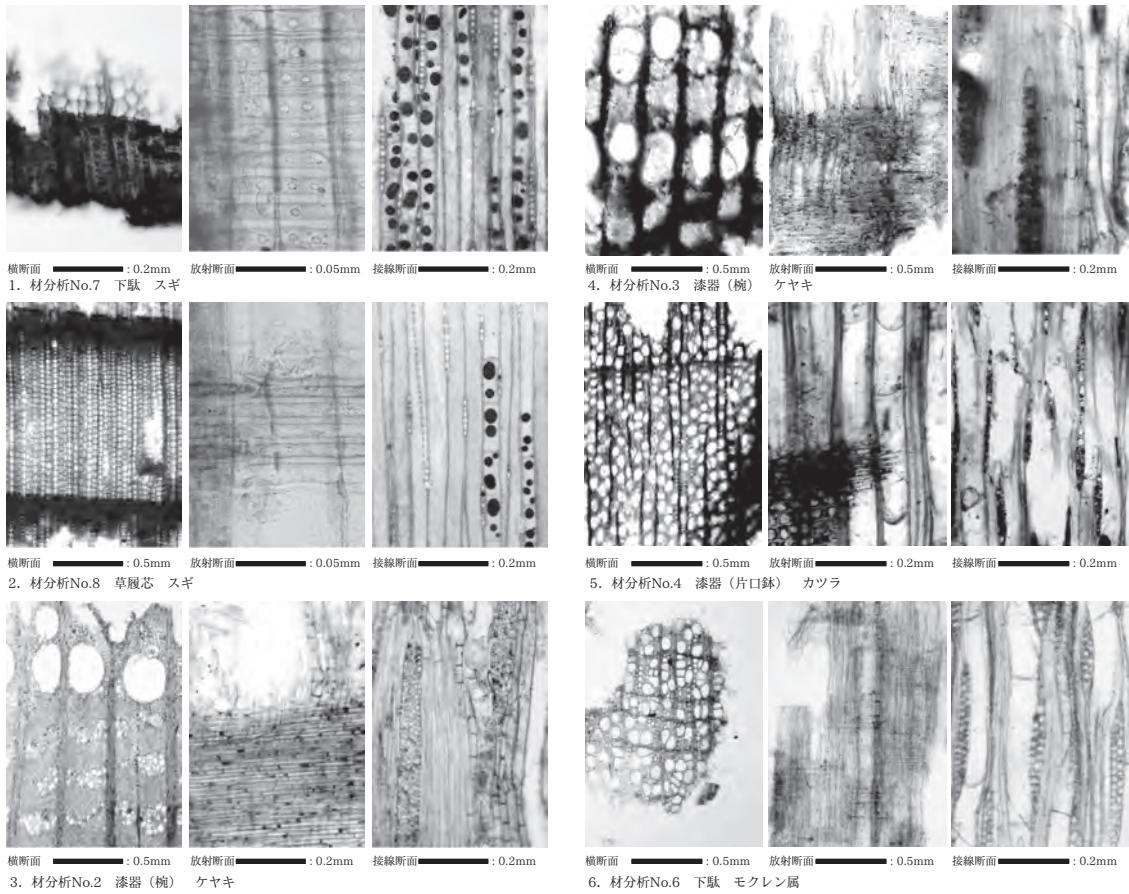 横断面 : 0.2mm 放射断面 : 0.05mm 接線断面 : 0.2mm
1. 材分析No.7 下駄 スギ
横断面 : 0.5mm 放射断面 : 0.05mm 接線断面 : 0.2mm
2. 材分析No.8 草履芯 スギ
横断面 : 0.5mm 放射断面 : 0.2mm 接線断面 : 0.2mm
3. 材分析No.2 漆器（椀） ケヤキ
横断面 : 0.5mm 放射断面 : 0.5mm 接線断面 : 0.2mm
4. 材分析No.3 漆器（椀） ケヤキ
横断面 : 0.5mm 放射断面 : 0.2mm 接線断面 : 0.2mm
5. 材分析No.4 漆器（片口鉢） カツラ
横断面 : 0.5mm 放射断面 : 0.5mm 接線断面 : 0.2mm
6. 材分析No.6 下駄 モクレン属